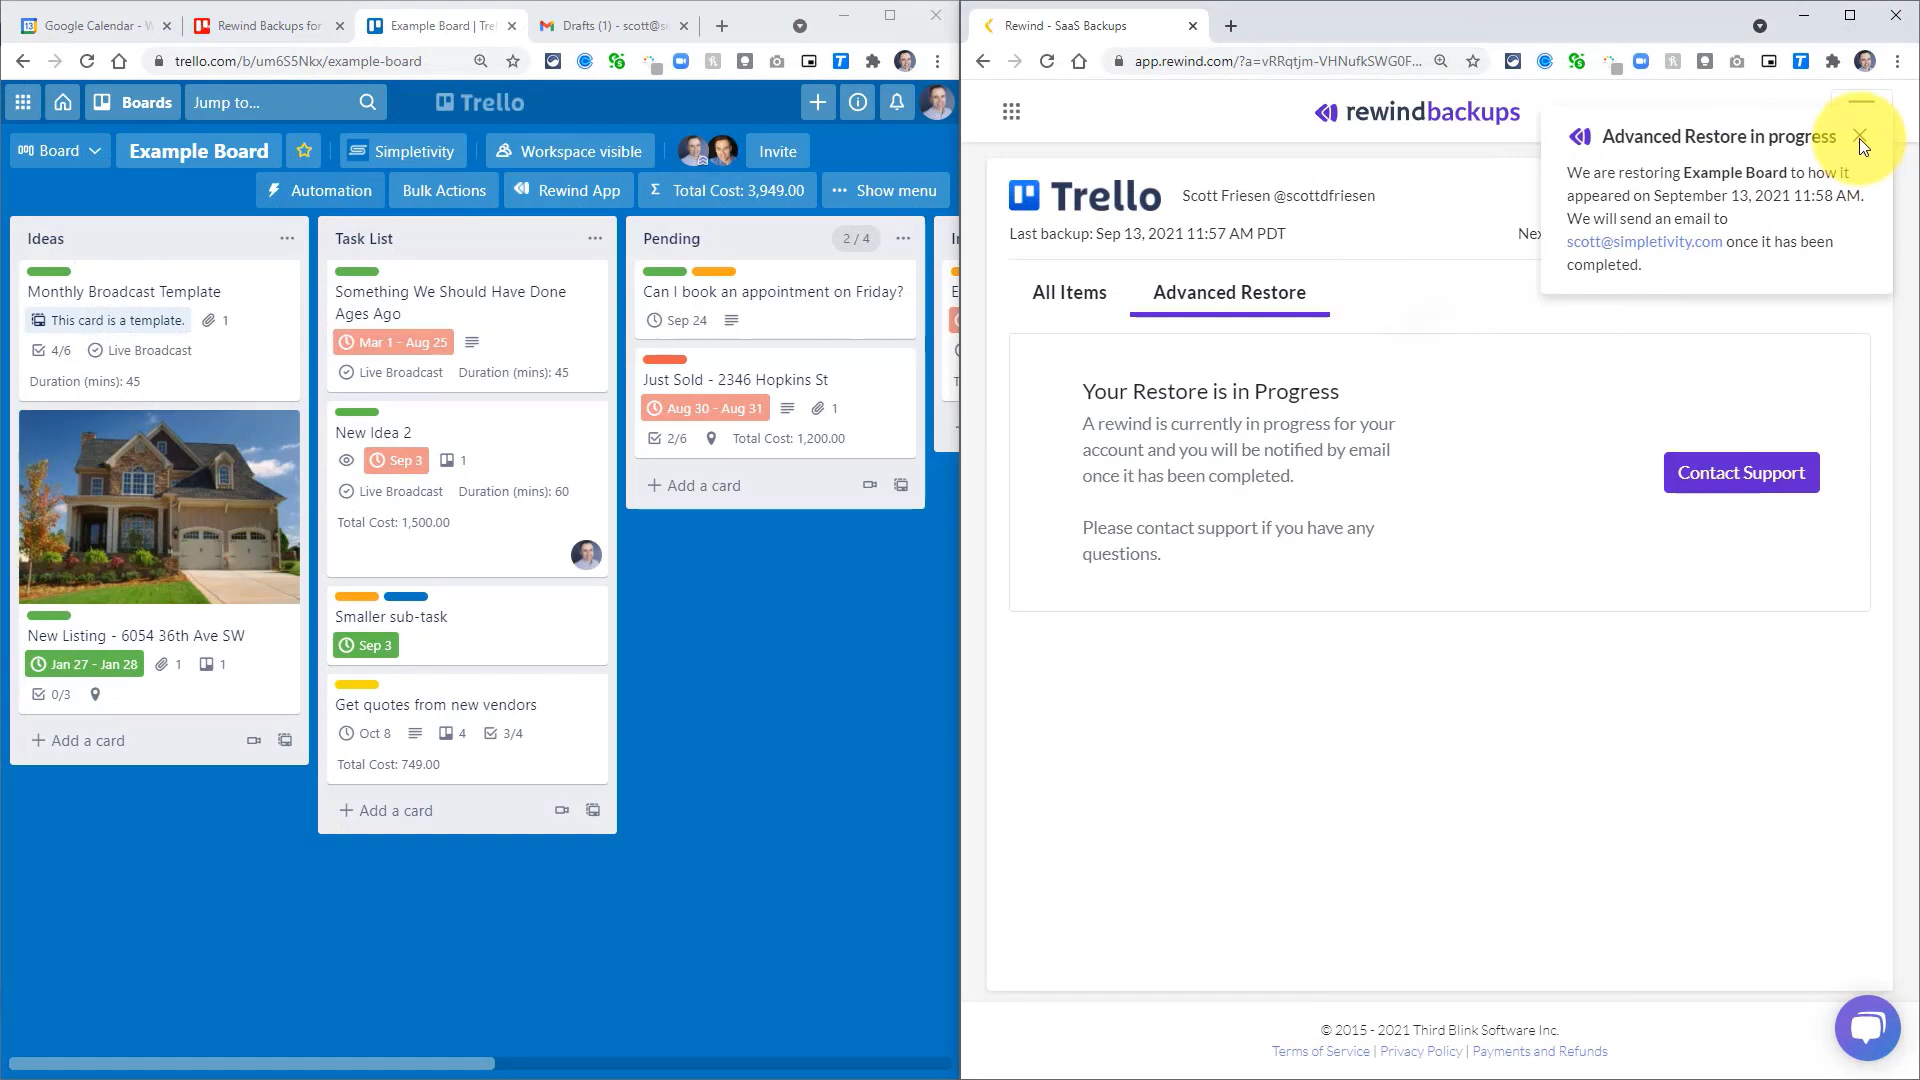 Google Calendar - W
Rewind Backups for
Example Board | Trel
Drafts (1) - scott@si
trello.com/b/um6S5Nkx/example-board
Boards
Jump to...
Trello
Board
Example Board
Simpletivity
Workspace visible
Invite
Automation
Bulk Actions
Rewind App
Total Cost: 3,949.00
Show menu
Ideas
Monthly Broadcast Template
This card is a template.
1
4/6
Live Broadcast
Duration (mins): 45
New Listing - 6054 36th Ave SW
Jan 27 - Jan 28
1
1
0/3
Add a card
Task List
Something We Should Have Done
Ages Ago
Mar 1 - Aug 25
Live Broadcast
Duration (mins): 45
New Idea 2
Sep 3
1
Live Broadcast
Duration (mins): 60
Total Cost: 1,500.00
Smaller sub-task
Sep 3
Get quotes from new vendors
Oct 8
4
3/4
Total Cost: 749.00
Add a card
Pending
2 / 4
Can I book an appointment on Friday?
Sep 24
Just Sold - 2346 Hopkins St
Aug 30 - Aug 31
1
2/6
Total Cost: 1,200.00
Add a card
Rewind - SaaS Backups
app.rewind.com/?a=vRRqtjm-VHNufkSWG0F...
rewindbackups
Advanced Restore in progress
We are restoring Example Board to how it
appeared on September 13, 2021 11:58 AM.
We will send an email to
scott@simpletivity.com once it has been
completed.
Trello
Scott Friesen @scottdfriesen
Last backup: Sep 13, 2021 11:57 AM PDT
All Items
Advanced Restore
Your Restore is in Progress
A rewind is currently in progress for your
account and you will be notified by email
once it has been completed.
Please contact support if you have any
questions.
Contact Support
© 2015 - 2021 Third Blink Software Inc.
Terms of Service | Privacy Policy | Payments and Refunds